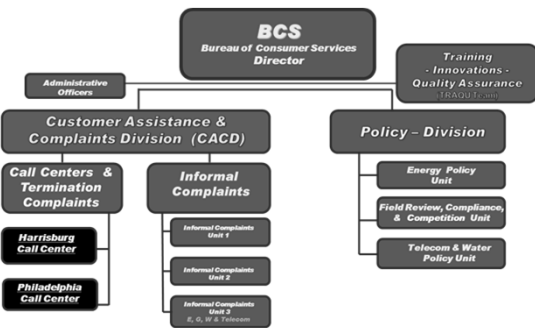 BCS
Bureau of Consumer Services
Director
Training
- Innovations -
Quality Assurance
(TRAQU Team)
Administrative
Officers
Customer Assistance &
Complaints Division (CACD)
Policy – Division
Call Centers &
Termination
Complaints
Informal
Complaints
Energy Policy
Unit
Harrisburg
Call Center
Informal Complaints
Unit 1
Field Review, Compliance,
& Competition Unit
Philadelphia
Call Center
Informal Complaints
Unit 2
Telecom & Water
Policy Unit
Informal Complaints
Unit 3
E, G, W & Telecom